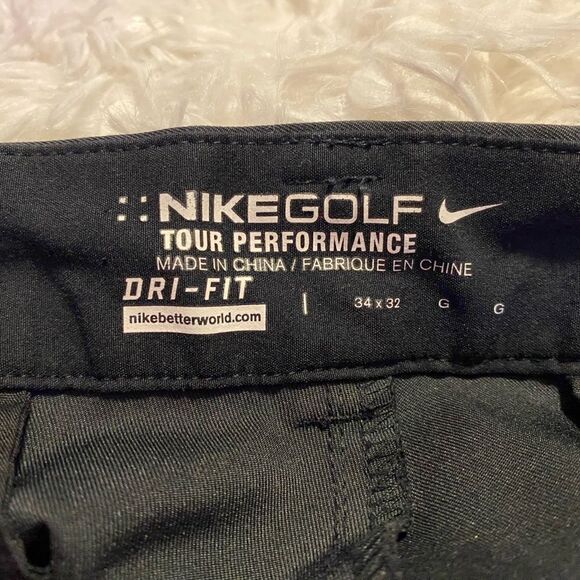 NIKEGOLF
TOUR PERFORMANCE
MADE IN CHINA / FABRIQUE EN CHINE
DRI-FIT
34 x 32 G G
nikebetterworld.com